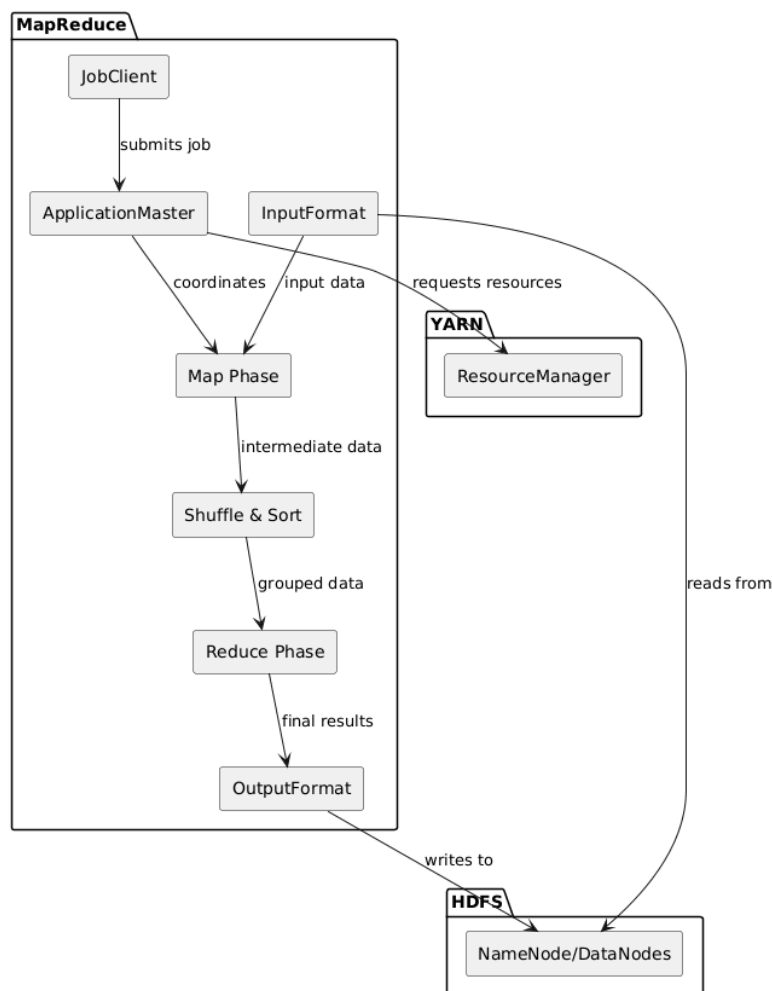 MapReduce
JobClient
submits job
ApplicationMaster
InputFormat
coordinates
input data
requests resources
YARN
Map Phase
ResourceManager
intermediate data
Shuffle & Sort
grouped data
reads from
Reduce Phase
final results
OutputFormat
writes to
HDFS
NameNode/DataNodes